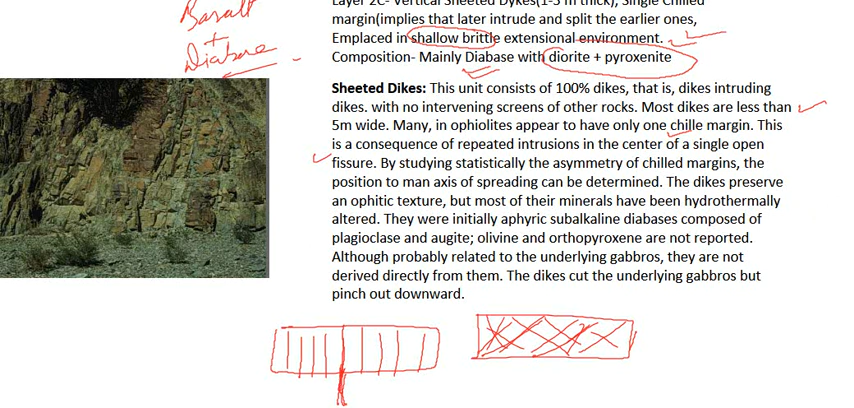 Basalt
+
Diabase
Layer 2C- Vertical Sheeted Dykes(1-3 m thick), Single Chilled
margin(implies that later intrude and split the earlier ones,
Emplaced in shallow brittle extensional environment.
Composition- Mainly Diabase with diorite + pyroxenite
Sheeted Dikes: This unit consists of 100% dikes, that is, dikes intruding
dikes. with no intervening screens of other rocks. Most dikes are less than
5m wide. Many, in ophiolites appear to have only one chille margin. This
is a consequence of repeated intrusions in the center of a single open
fissure. By studying statistically the asymmetry of chilled margins, the
position to man axis of spreading can be determined. The dikes preserve
an ophitic texture, but most of their minerals have been hydrothermally
altered. They were initially aphyric subalkaline diabases composed of
plagioclase and augite; olivine and orthopyroxene are not reported.
Although probably related to the underlying gabbros, they are not
derived directly from them. The dikes cut the underlying gabbros but
pinch out downward.